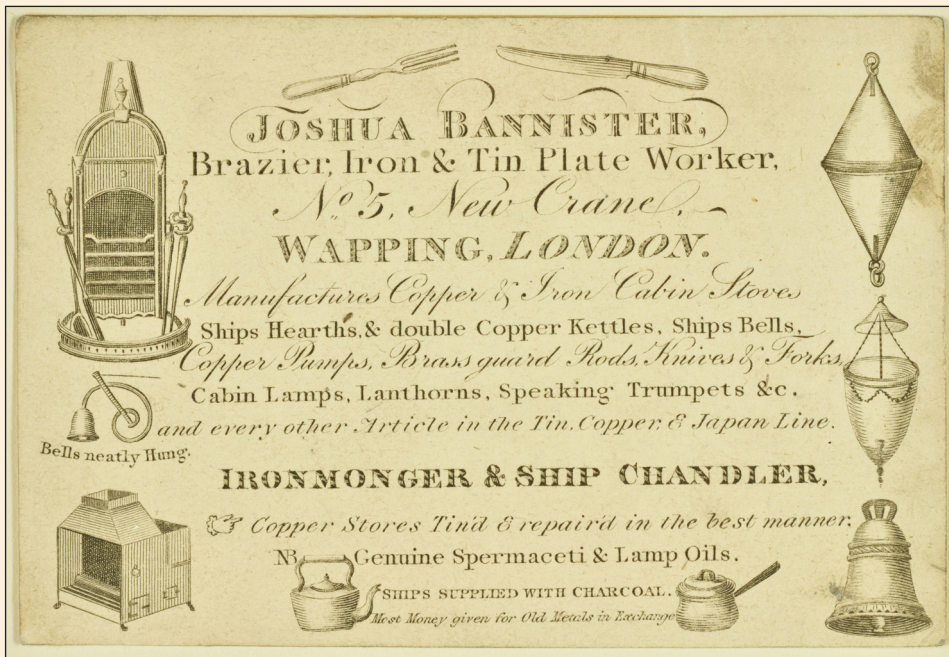 JOSHUA BANNISTER,
Brazier, Iron & Tin Plate Worker,
No. 5, New Crane,
WAPPING, LONDON.
Manufactures Copper & Iron Cabin Stoves
Ships Hearths, & double Copper Kettles, Ships Bells,
Copper Pumps, Brass guard Rods, Knives & Forks,
Cabin Lamps, Lanthorns, Speaking Trumpets &c.
and every other Article in the Tin, Copper, & Japan Line.
Bells neatly Hung.
IRONMONGER & SHIP CHANDLER,
Copper Stores Tin'd & repair'd in the best manner.
NB Genuine Spermaceti & Lamp Oils.
SHIPS SUPPLIED WITH CHARCOAL.
Most Money given for Old Metals in Exchange